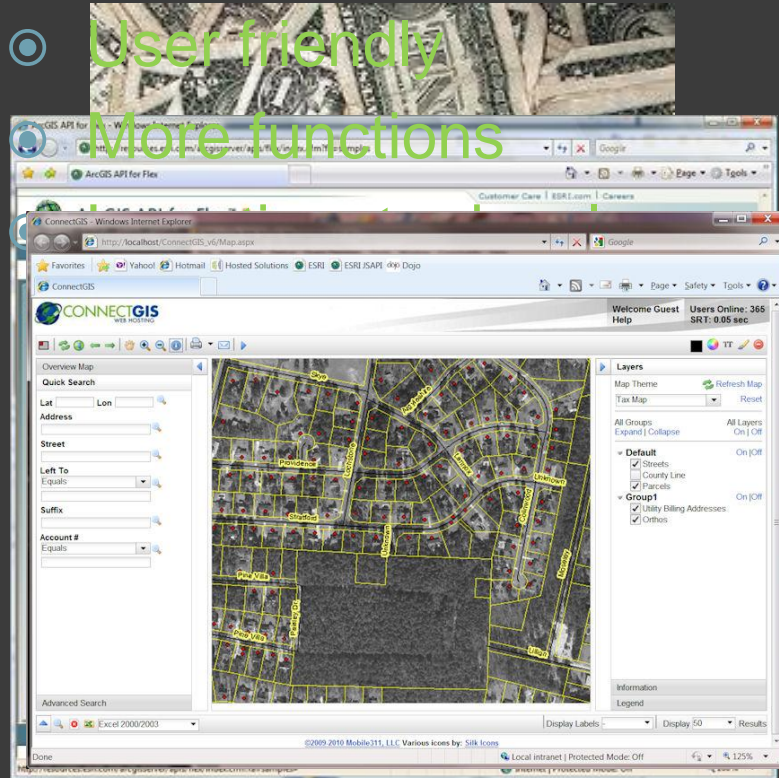 User friendly
More functions
ArcGIS API for Flex - Windows Internet Explorer
Google
ArcGIS API for Flex
Page
Tools
Customer Care | ESRI.com | Careers
ConnectGIS - Windows Internet Explorer
http://localhost/ConnectGIS_v6/Map.aspx
Google
Favorites Yahoo! Hotmail Hosted Solutions ESRI ESRI JSAPI Dojo
ConnectGIS
Page Safety Tools
CONNECTGIS
WEB HOSTING
Welcome Guest Users Online: 365
Help SRT: 0.05 sec
TT
Overview Map
Quick Search
Lat Lon
Address
Street
Left To
Equals
Suffix
Account #
Equals
Advanced Search
Skye
Providence
Stratford
Unknown
Unknown
Pine Villa
Pine Villa
Layers
Map Theme Refresh Map
Tax Map Reset
All Groups All Layers
Expand | Collapse On | Off
Default On |Off
Streets
County Line
Parcels
Group1 On |Off
Utility Billing Addresses
Orthos
Information
Legend
Excel 2000/2003
Display Labels - Display 50 Results
©2009-2010 Mobile311, LLC Various icons by: Silk Icons
Done
Local intranet | Protected Mode: Off
125%